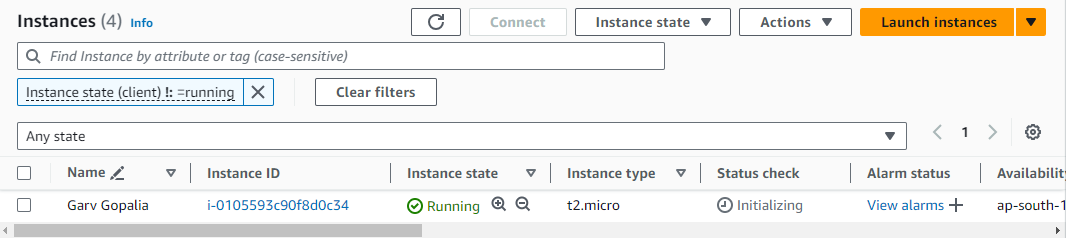 Instances (4) Info Connect Instance state Actions Launch instances
Find Instance by attribute or tag (case-sensitive)
Instance state (client) !: =running Clear filters
Any state 1
Name Instance ID Instance state Instance type Status check Alarm status Availability
Garv Gopalia i-0105593c90f8d0c34 Running t2.micro Initializing View alarms ap-south-1